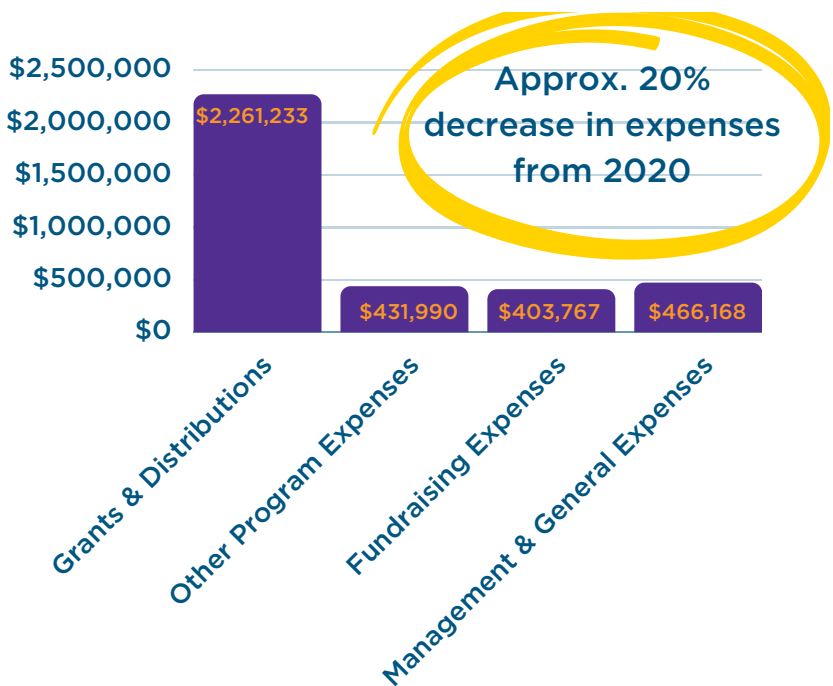 $2,500,000
$2,000,000
$1,500,000
$1,000,000
$500,000
$0
Approx. 20%
decrease in expenses
from 2020
$2,261,233
$431,990
$403,767
$466,168
Grants & Distributions
Other Program Expenses
Fundraising Expenses
Management & General Expenses